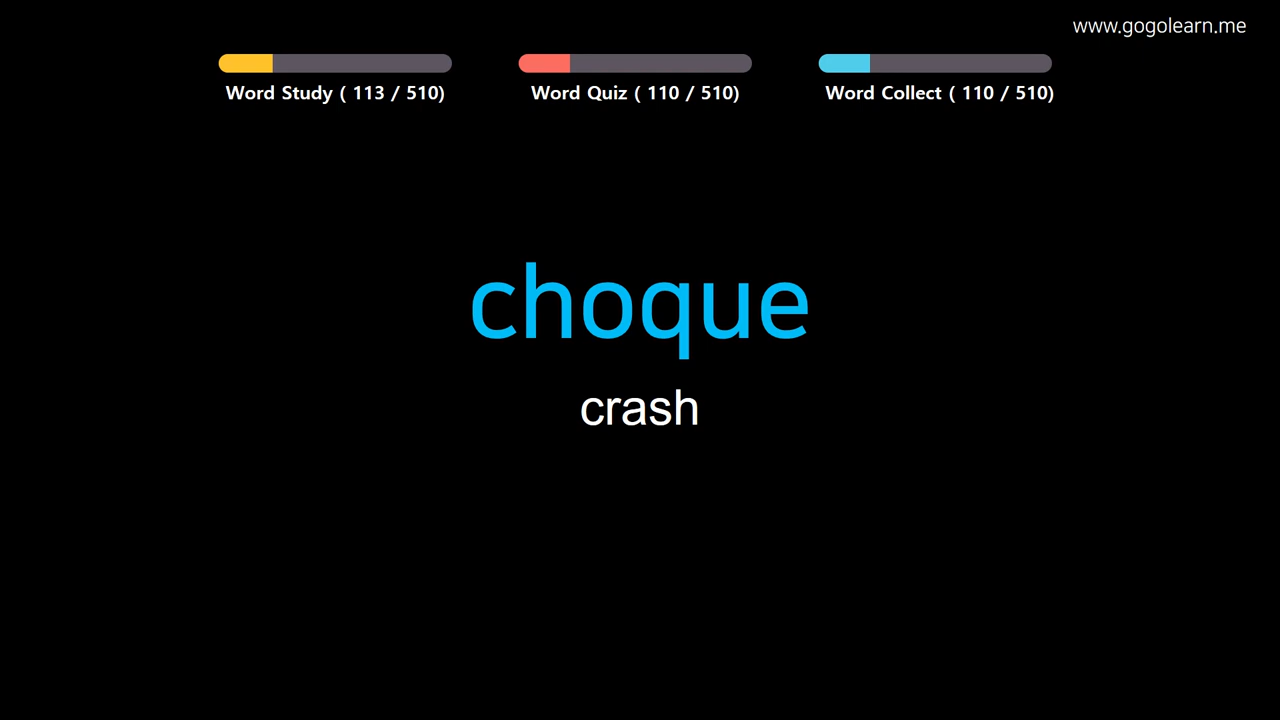 www.gogolearn.me
Word Study ( 113 / 510)
Word Quiz ( 110 / 510)
Word Collect ( 110 / 510)
choque
crash